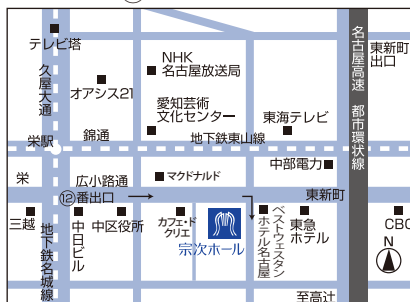 テレビ塔
久屋大通
NHK
名古屋放送局
オアシス21
愛知芸術
文化センター
東海テレビ
名古屋高速 都市環状線
東新町
出口
栄駅
錦通
地下鉄東山線
中部電力
栄
広小路通
マクドナルド
東新町
⑫番出口
三越
地下鉄名城線
中日ビル
中区役所
カフェ・ド
クリエ
宗次ホール
ベストウェスタン
ホテル名古屋
東急
ホテル
CBC
N
至高辻